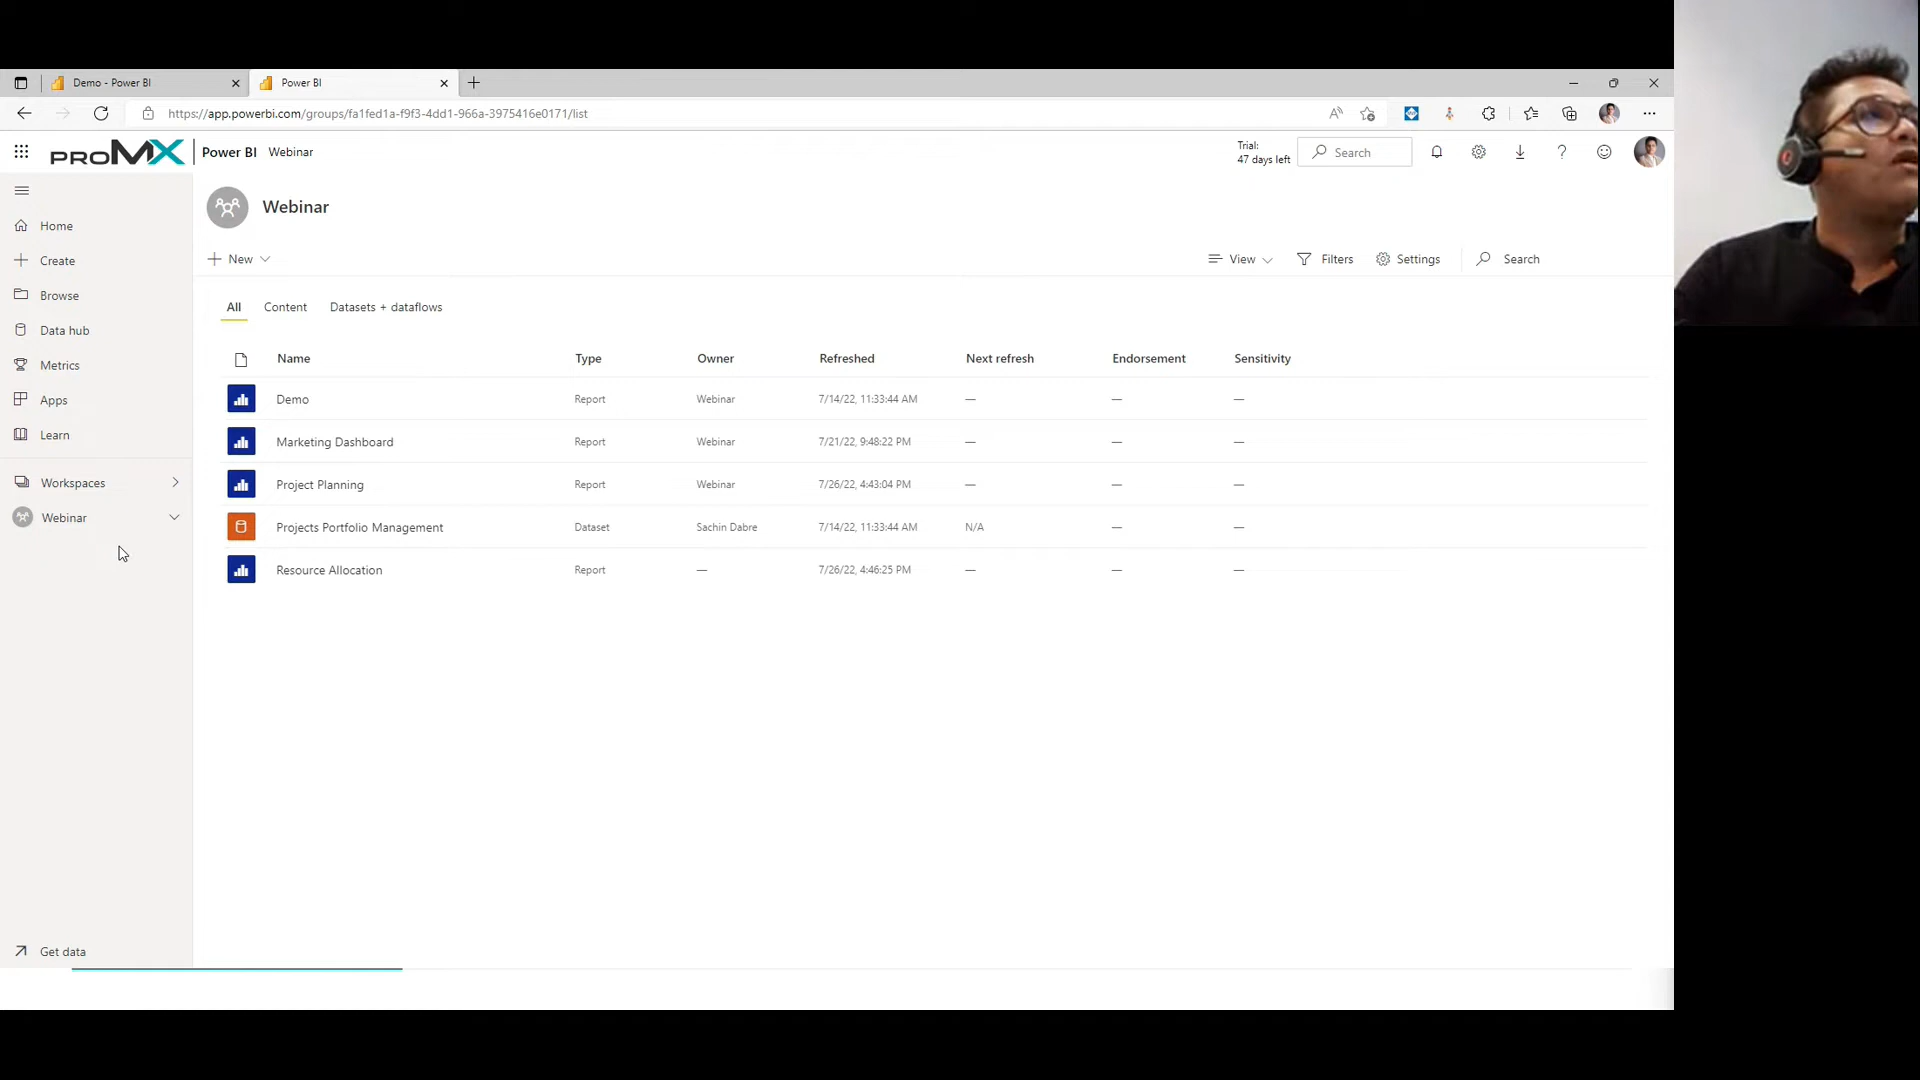 Demo - Power BI
Power BI
https://app.powerbi.com/groups/fa1fed1a-f9f3-4dd1-966a-3975416e0171/list
proMX
Power BI Webinar
Trial:
47 days left
Search
Home
Create
Browse
Data hub
Metrics
Apps
Learn
Workspaces
Webinar
Get data
Webinar
New
View
Filters
Settings
Search
All Content Datasets + dataflows
Name Type Owner Refreshed Next refresh Endorsement Sensitivity
Demo Report Webinar 7/14/22, 11:33:44 AM — — —
Marketing Dashboard Report Webinar 7/21/22, 9:48:22 PM — — —
Project Planning Report Webinar 7/26/22, 4:43:04 PM — — —
Projects Portfolio Management Dataset Sachin Dabre 7/14/22, 11:33:44 AM N/A — —
Resource Allocation Report — 7/26/22, 4:46:25 PM — — —